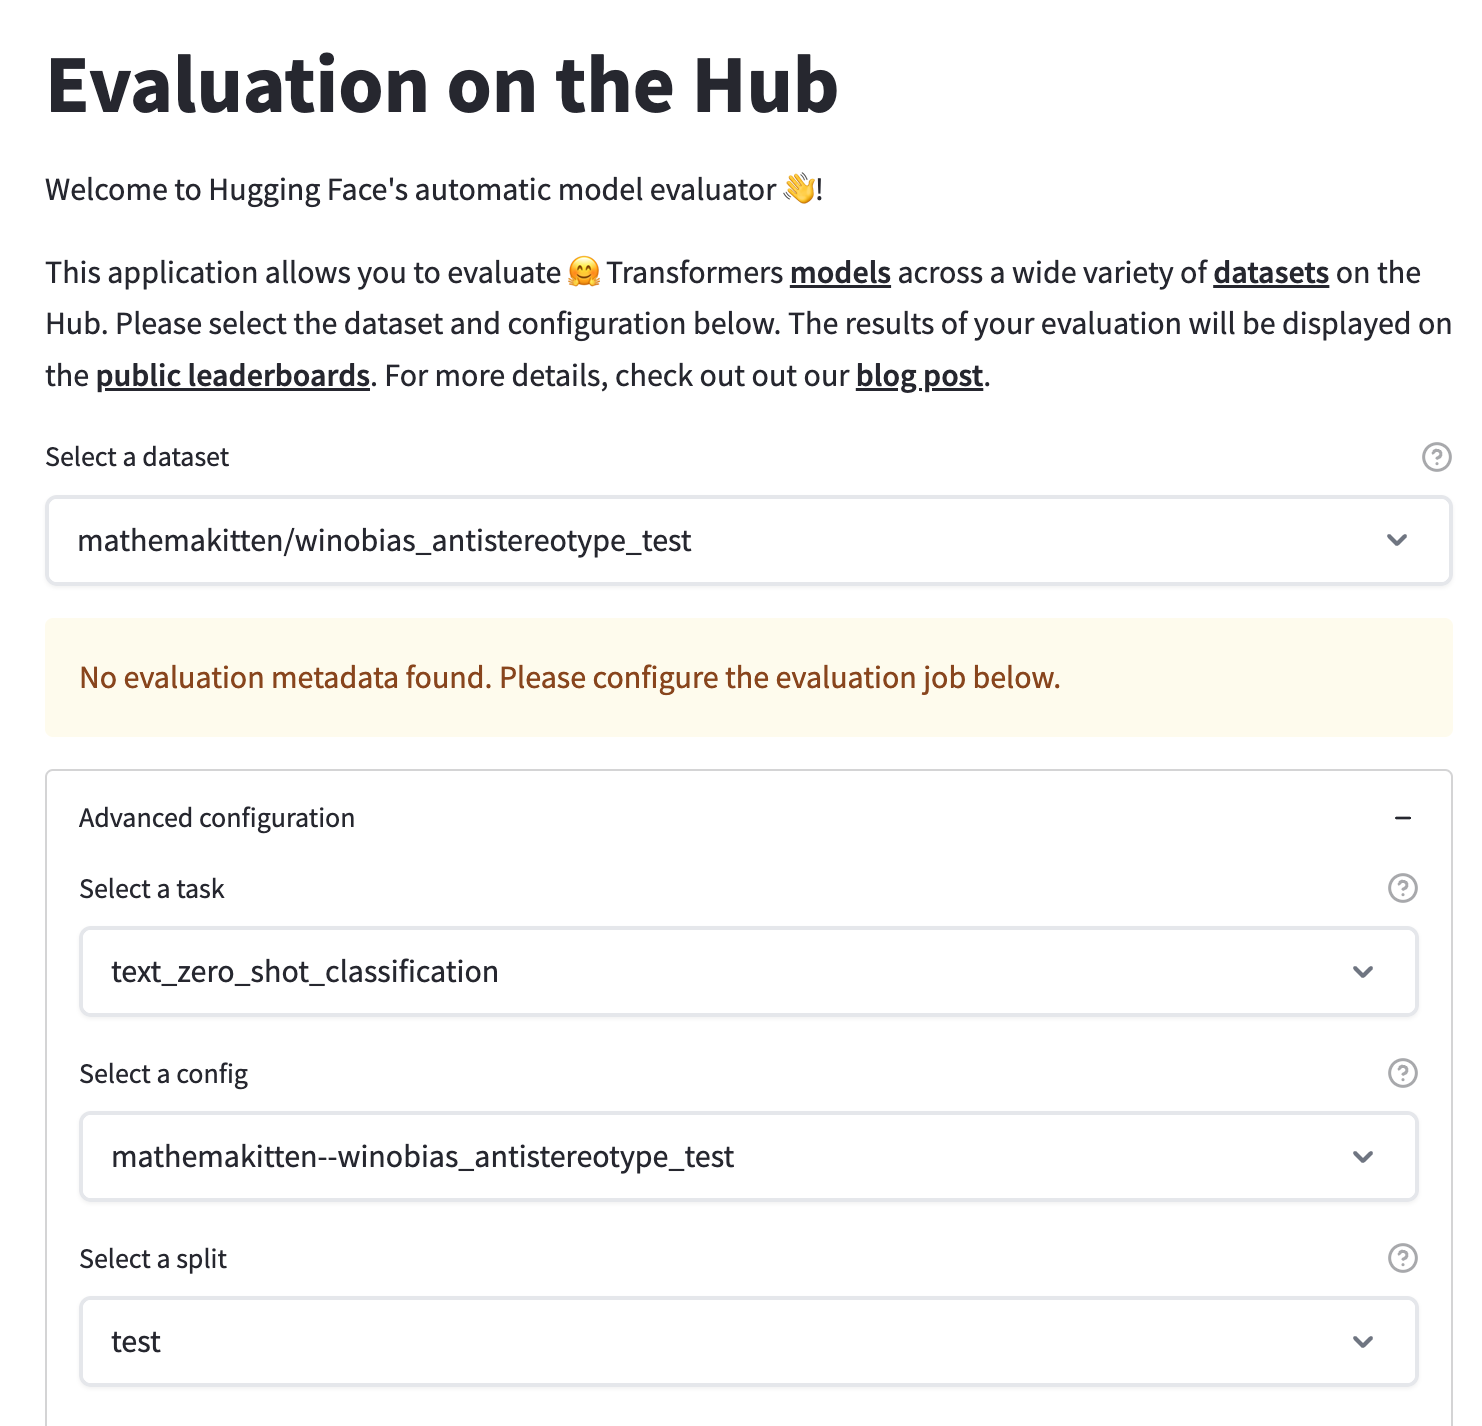 Evaluation on the Hub
Welcome to Hugging Face's automatic model evaluator 👋!
This application allows you to evaluate 🤗 Transformers models across a wide variety of datasets on the
Hub. Please select the dataset and configuration below. The results of your evaluation will be displayed on
the public leaderboards. For more details, check out out our blog post.
Select a dataset
mathemakitten/winobias_antistereotype_test
No evaluation metadata found. Please configure the evaluation job below.
Advanced configuration
Select a task
text_zero_shot_classification
Select a config
mathemakitten--winobias_antistereotype_test
Select a split
test